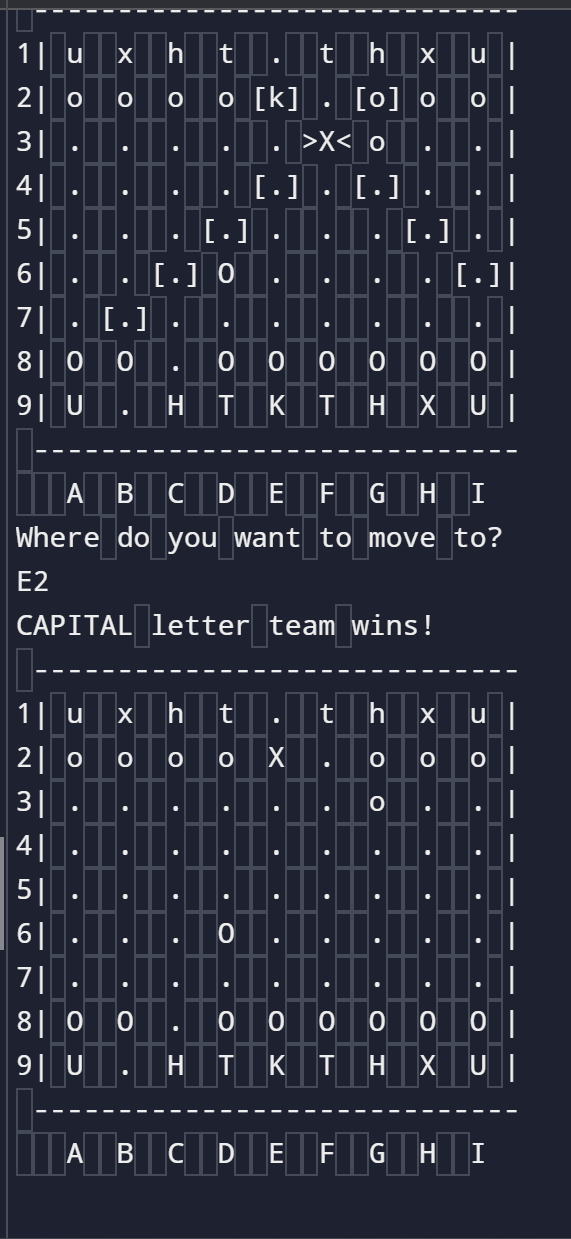 ------------------------------
1| u  x  h  t  .  t  h  x  u |
2| o  o  o  o [k] . [o] o  o |
3| .  .  .  .  . >X< o  .  . |
4| .  .  .  . [.] . [.] .  . |
5| .  .  . [.] .  .  . [.] . |
6| .  . [.] O  .  .  .  . [.]|
7| . [.] .  .  .  .  .  .  . |
8| O  O  .  O  O  O  O  O  O |
9| U  .  H  T  K  T  H  X  U |
 ------------------------------
   A  B  C  D  E  F  G  H  I
Where do you want to move to?
E2
CAPITAL letter team wins!
 ------------------------------
1| u  x  h  t  .  t  h  x  u |
2| o  o  o  o  X  .  o  o  o |
3| .  .  .  .  .  .  o  .  . |
4| .  .  .  .  .  .  .  .  . |
5| .  .  .  .  .  .  .  .  . |
6| .  .  .  O  .  .  .  .  . |
7| .  .  .  .  .  .  .  .  . |
8| O  O  .  O  O  O  O  O  O |
9| U  .  H  T  K  T  H  X  U |
 ------------------------------
   A  B  C  D  E  F  G  H  I